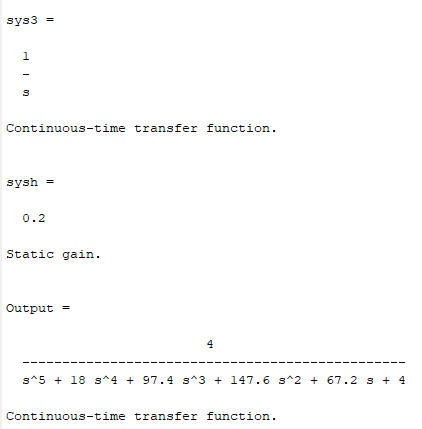 sys3 =
1
-
s
Continuous-time transfer function.
sysh =
0.2
Static gain.
Output =
4
------------------------------------------------
s^5 + 18 s^4 + 97.4 s^3 + 147.6 s^2 + 67.2 s + 4
Continuous-time transfer function.